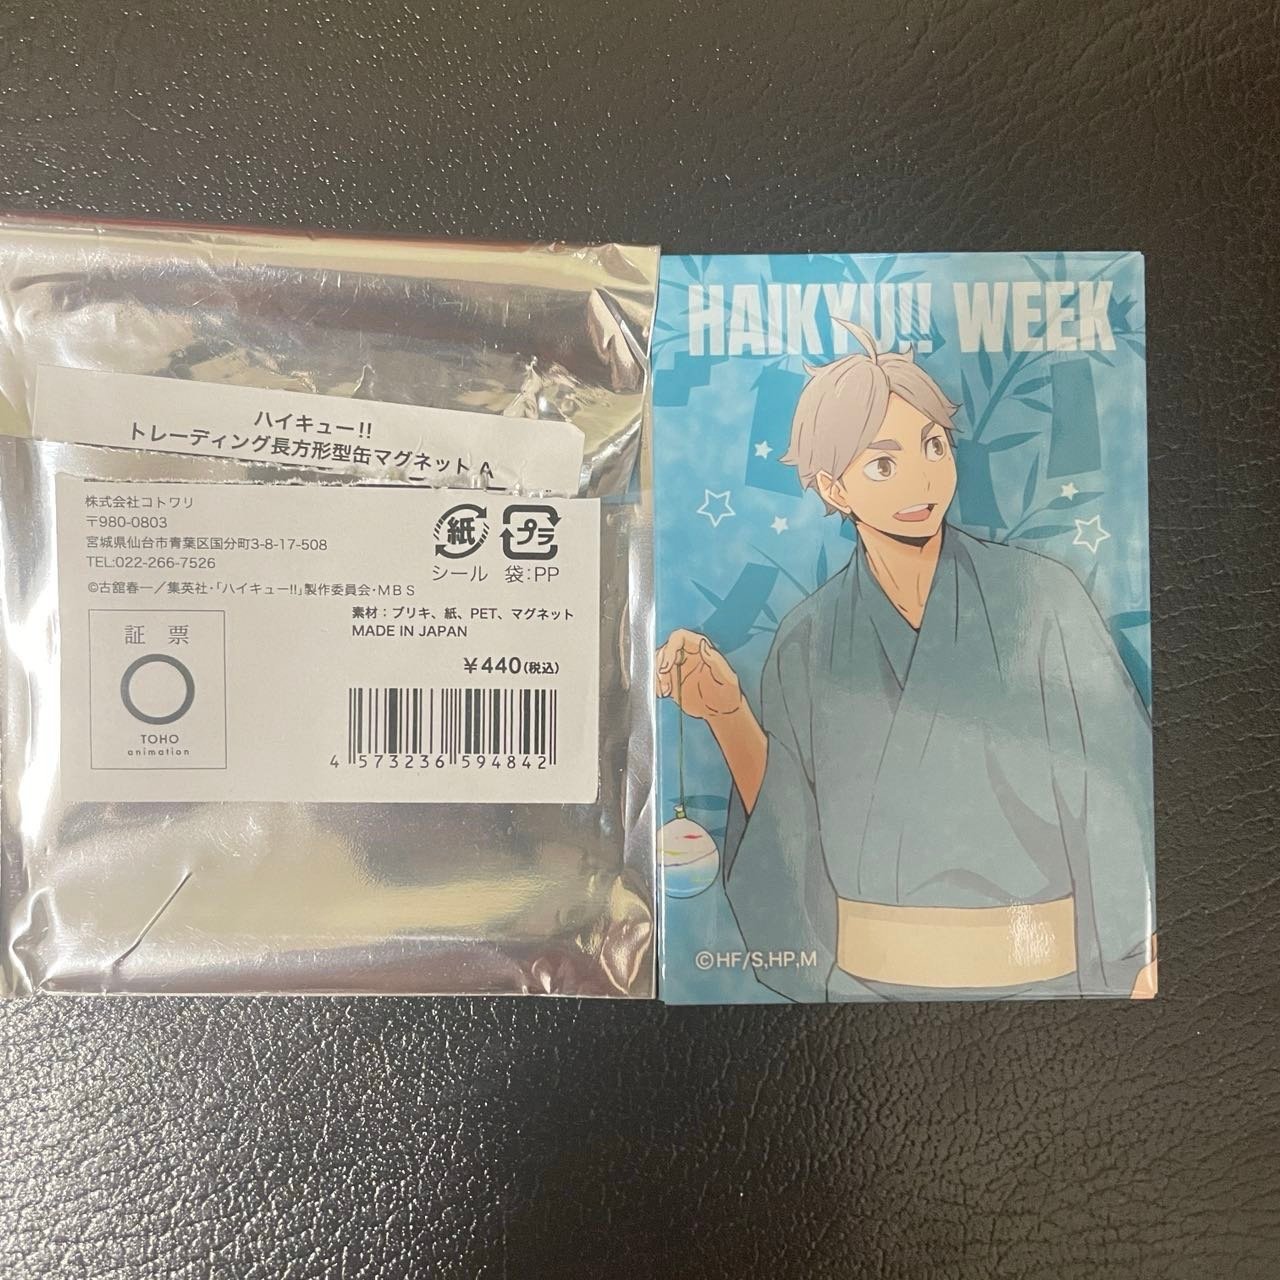 ハイキュー!!
トレーディング長方形型缶マグネット A
株式会社コトワリ
〒980-0803
宮城県仙台市青葉区国分町3-8-17-508
TEL:022-266-7526
©古舘春一／集英社・「ハイキュー!!」製作委員会・MBS
紙
プラ
シール 袋:PP
素材：ブリキ、紙、PET、マグネット
MADE IN JAPAN
¥440(税込)
証 票
TOHO
animation
4 573236 594842
HAIKYU!! WEEK
©HF/S,HP,M